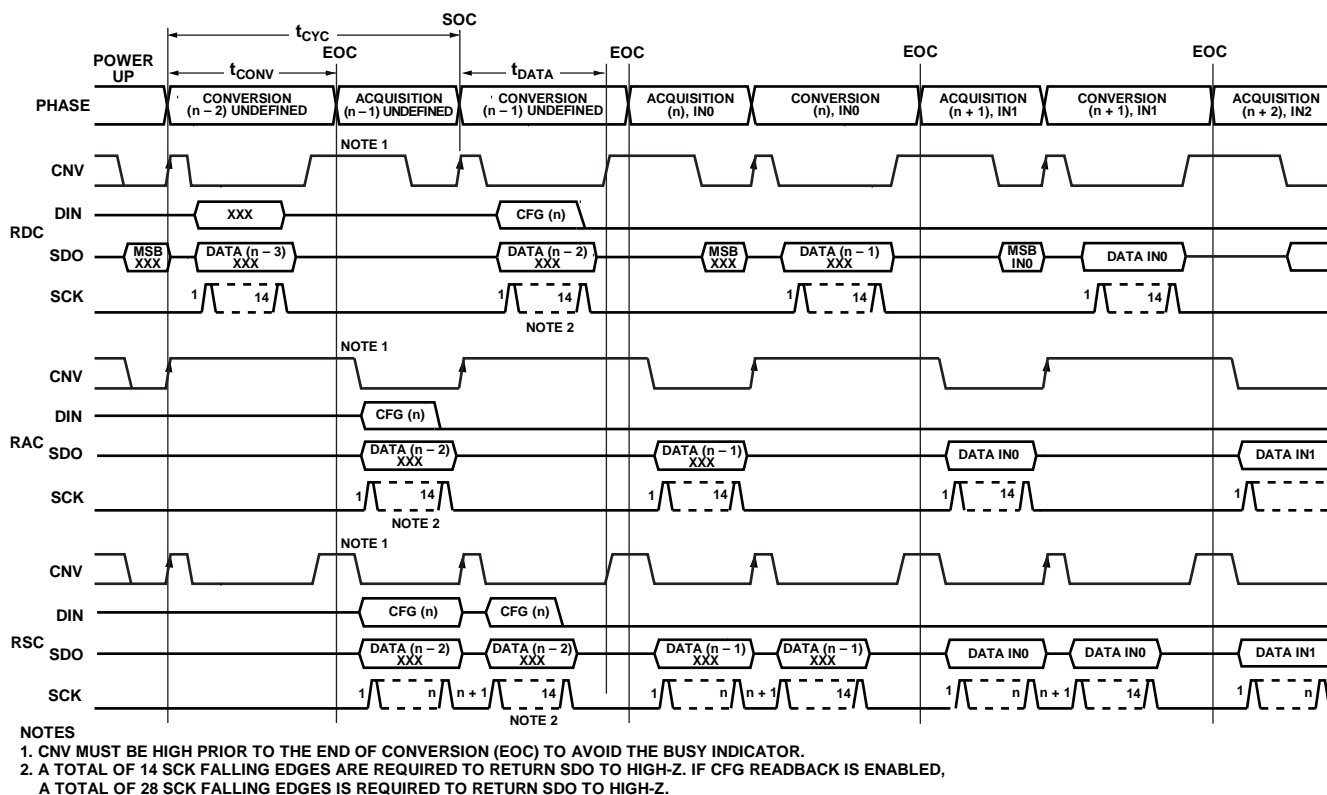 SOC
tCYC
EOC EOC EOC
POWER UP
tCONV
tDATA
PHASE
CONVERSION (n – 2) UNDEFINED
ACQUISITION (n–1) UNDEFINED
CONVERSION (n – 1) UNDEFINED
ACQUISITION (n), IN0
CONVERSION (n), IN0
ACQUISITION (n + 1), IN1
CONVERSION (n + 1), IN1
ACQUISITION (n + 2), IN2
NOTE 1
CNV
RDC
DIN
XXX
CFG (n)
SDO
MSB XXX
DATA (n – 3) XXX
DATA (n – 2) XXX
MSB XXX
DATA (n – 1) XXX
MSB IN0
DATA IN0
SCK
1 14 1 14 1 14 1 14
NOTE 2
NOTE 1
CNV
RAC
DIN
CFG (n)
SDO
DATA (n – 2) XXX
DATA (n – 1) XXX
DATA IN0
DATA IN1
SCK
1 14 1 14 1 14 1
NOTE 2
NOTE 1
CNV
RSC
DIN
CFG (n) CFG (n)
SDO
DATA (n – 2) XXX
DATA (n – 2) XXX
DATA (n – 1) XXX
DATA (n – 1) XXX
DATA IN0
DATA IN0
DATA IN1
SCK
1 n n + 1 14 1 n n + 1 14 1 n n + 1 14 1 n
NOTE 2
NOTES
1. CNV MUST BE HIGH PRIOR TO THE END OF CONVERSION (EOC) TO AVOID THE BUSY INDICATOR.
2. A TOTAL OF 14 SCK FALLING EDGES ARE REQUIRED TO RETURN SDO TO HIGH-Z. IF CFG READBACK IS ENABLED,
A TOTAL OF 28 SCK FALLING EDGES IS REQUIRED TO RETURN SDO TO HIGH-Z.